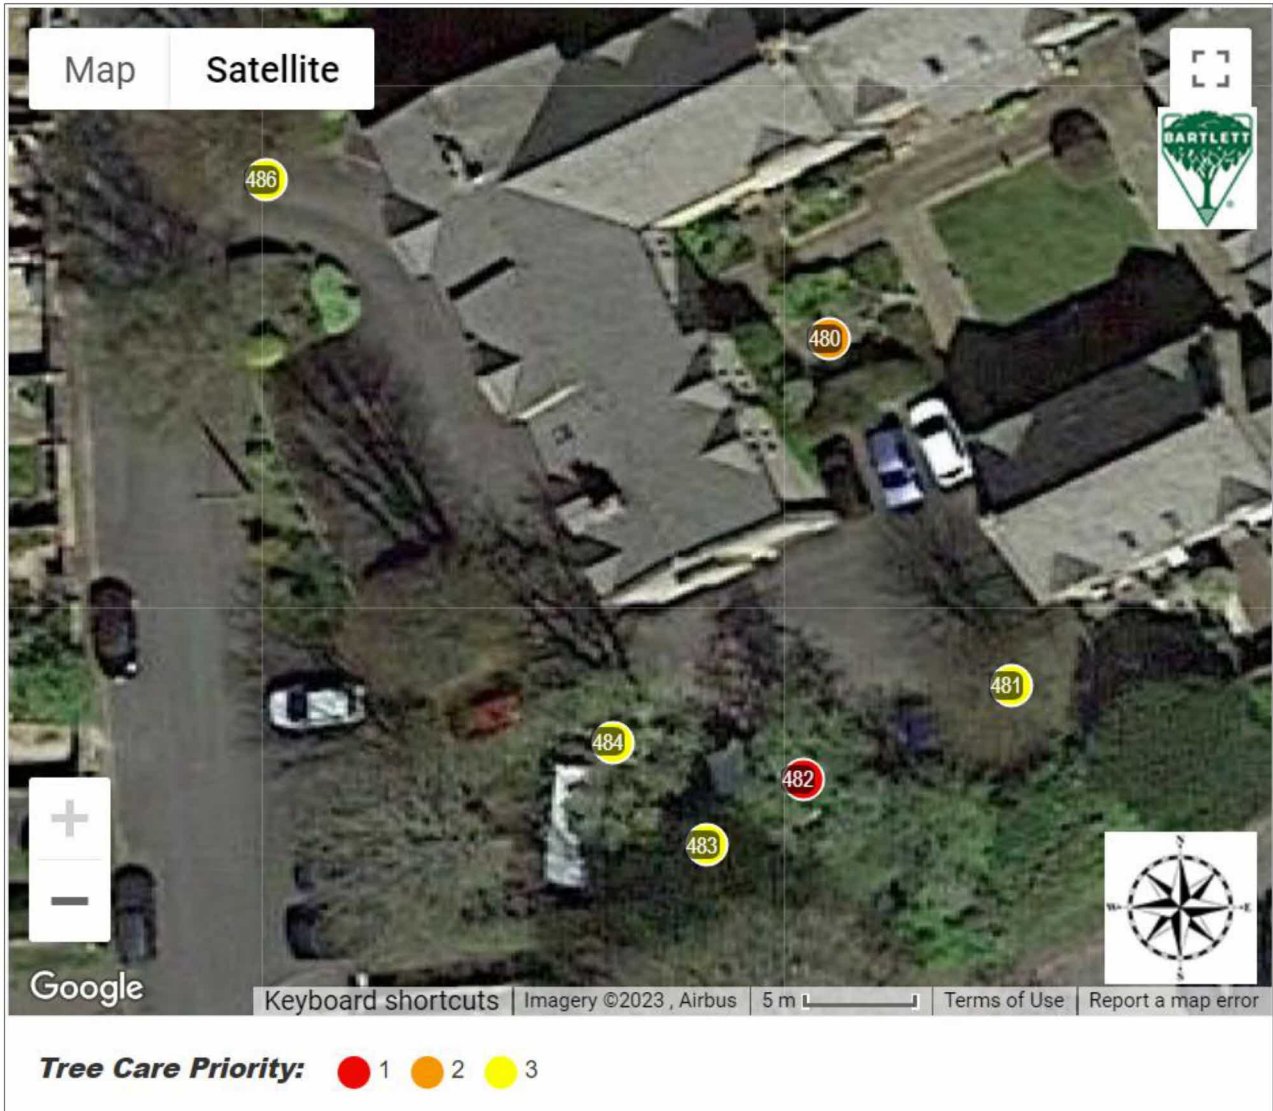 Map Satellite
BARTLETT
486
480
481
484
482
483
N
W E
S
Google
Keyboard shortcuts Imagery ©2023 , Airbus 5 m Terms of Use Report a map error
Tree Care Priority: 1 2 3